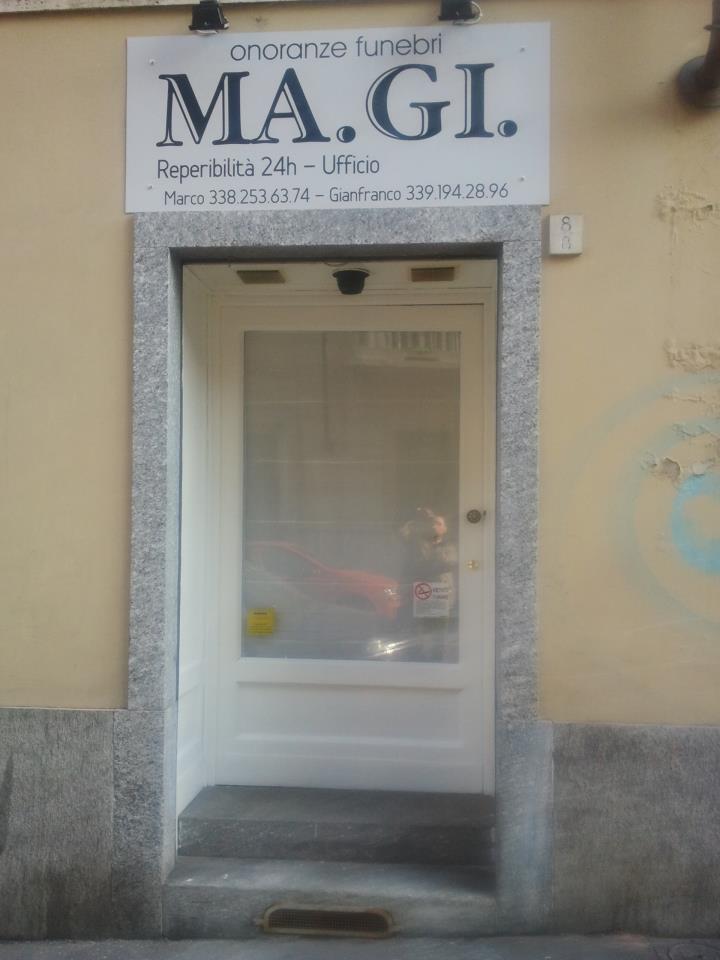 onoranze funebri
MA.GI.
Reperibilità 24h – Ufficio
Marco 338.253.63.74 – Gianfranco 339.194.28.96
8